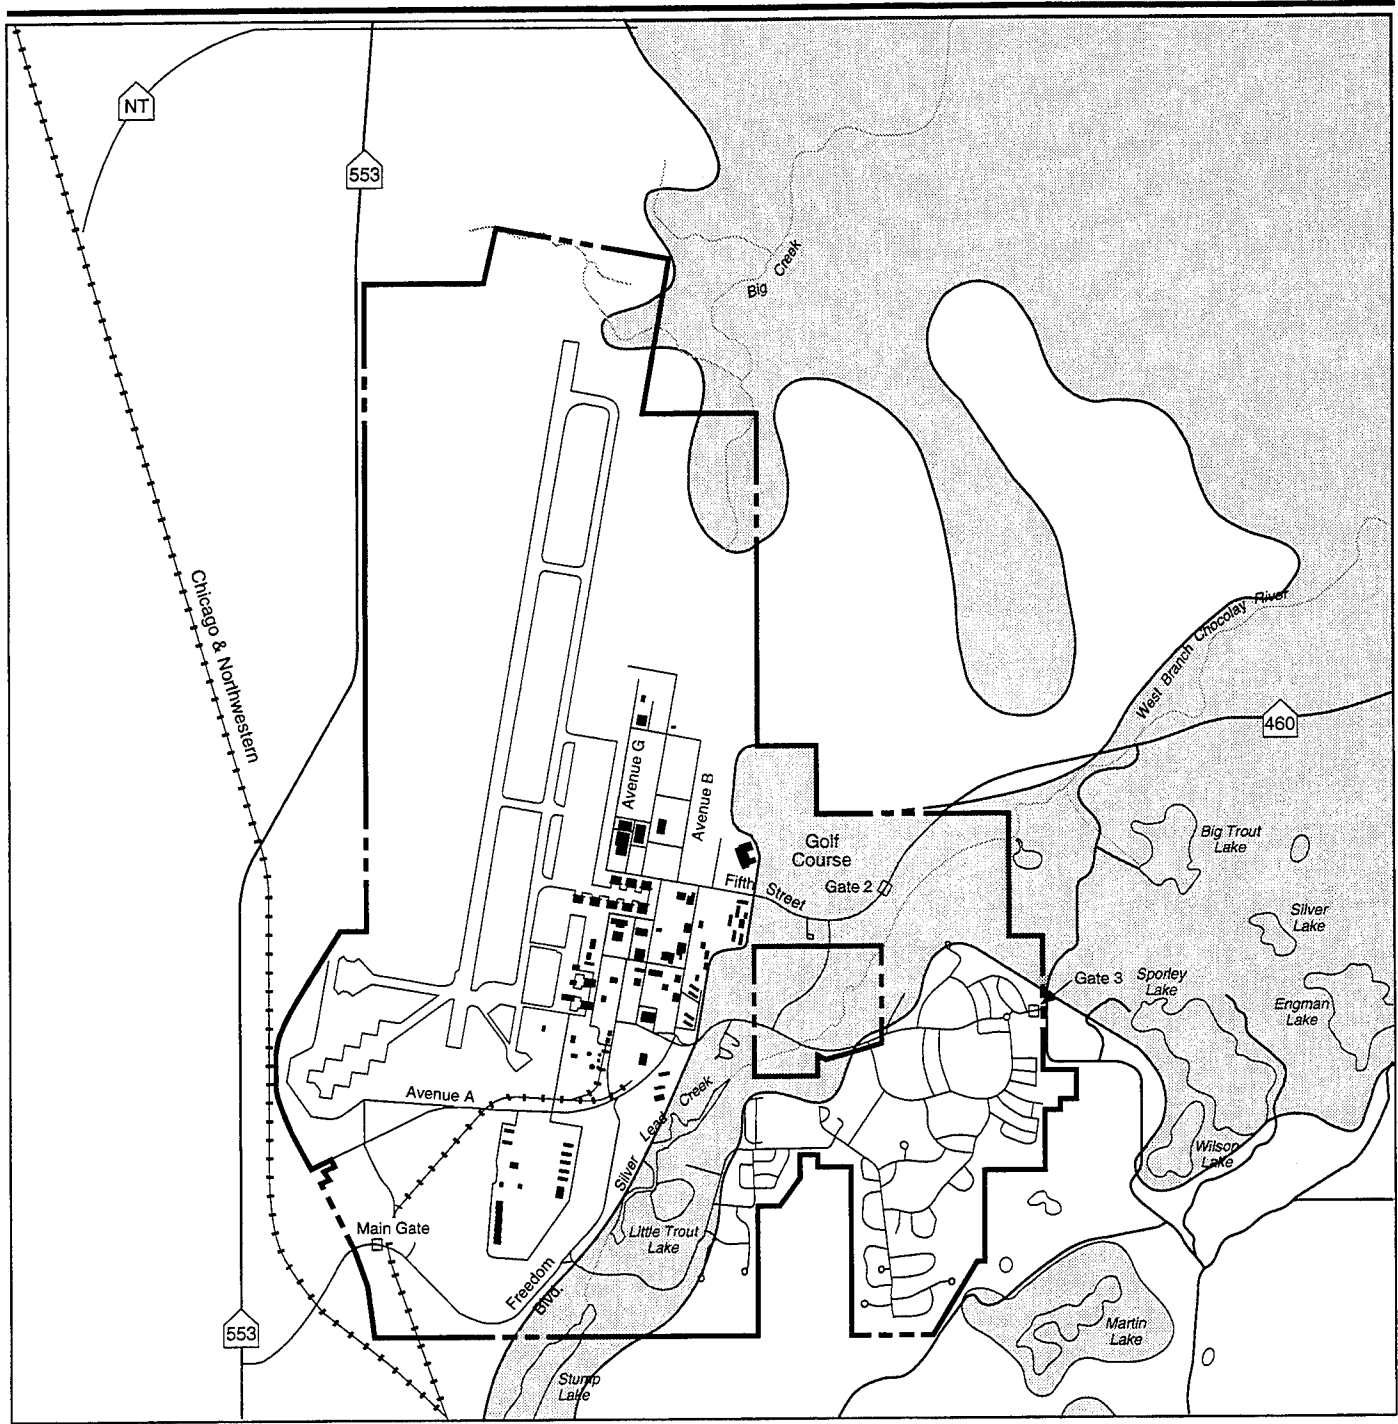 NT
553
Big Creek
Chicago & Northwestern
West Branch Chocolay River
460
Avenue G
Avenue B
Golf
Course
Big Trout
Lake
Fifth Street
Gate 2
Silver
Lake
Gate 3
Sporley
Lake
Engman
Lake
Avenue A
Silver Lead Creek
Wilson
Lake
Main Gate
Little Trout
Lake
Freedom
Blvd.
553
Martin
Lake
Stump
Lake